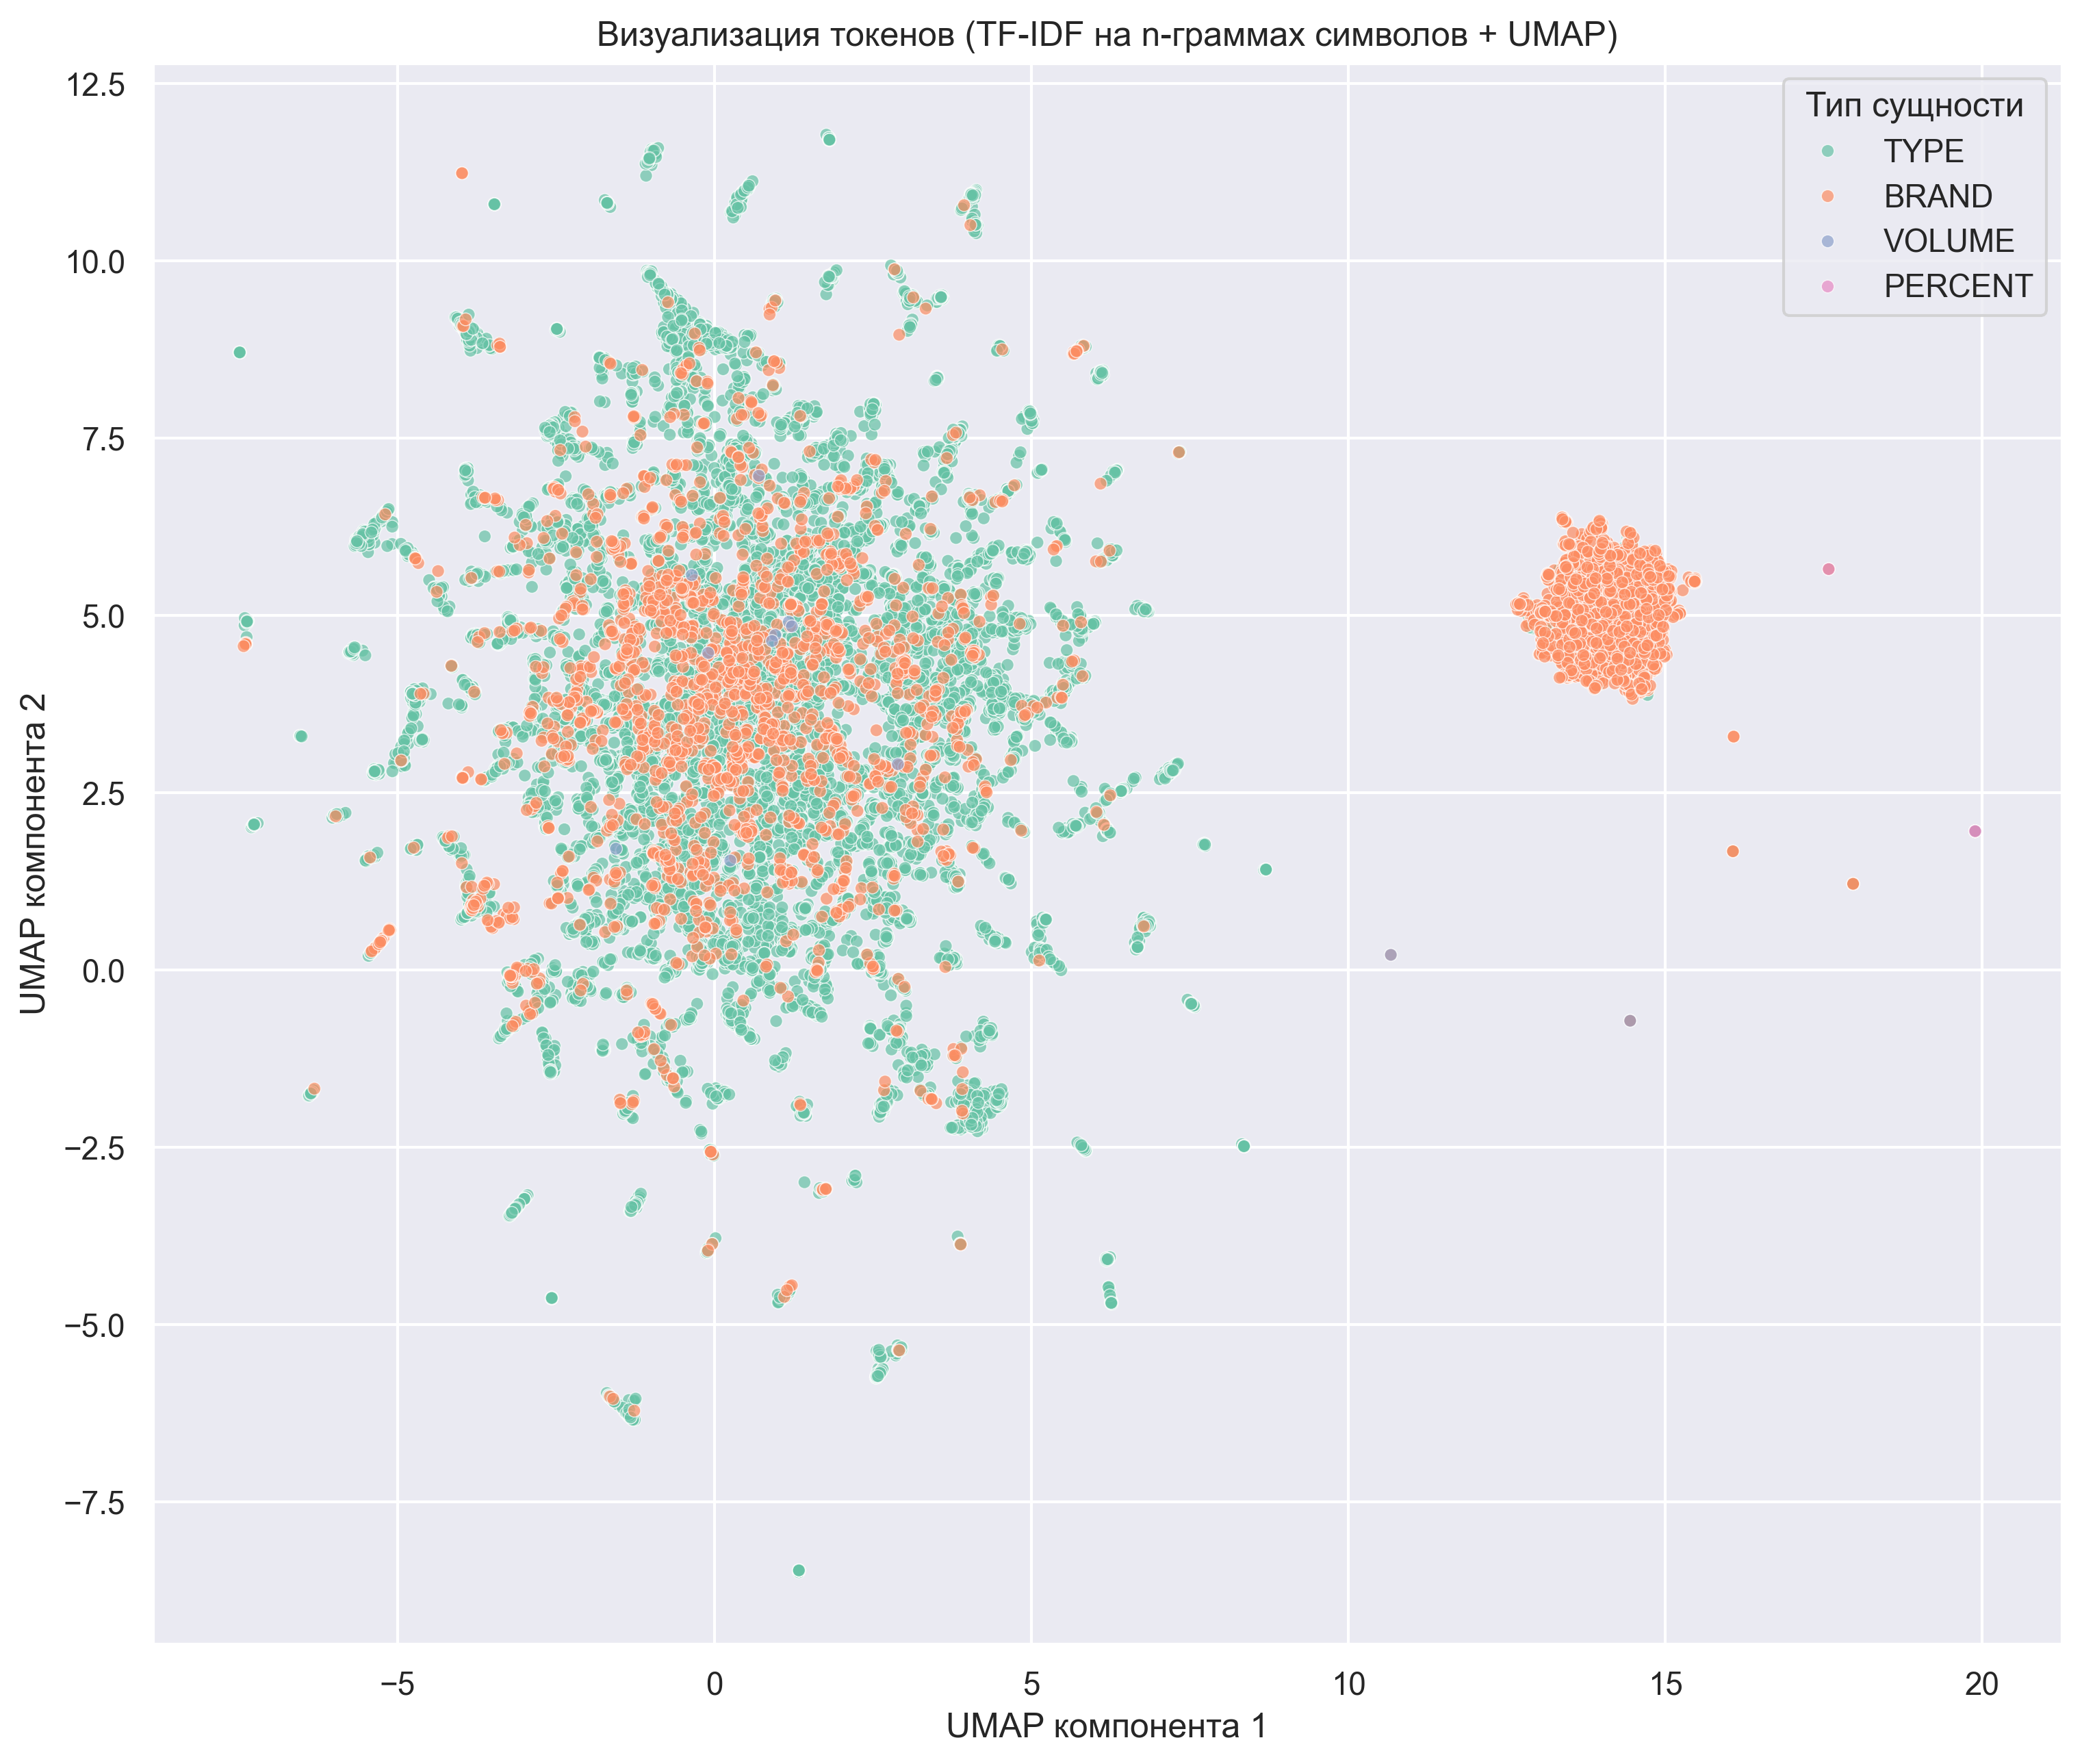 Визуализация токенов (TF-IDF на n-граммах символов + UMAP)
12.5
10.0
7.5
5.0
2.5
0.0
−2.5
−5.0
−7.5
UMAP компонента 2
Тип сущности
TYPE
BRAND
VOLUME
PERCENT
−5
0
5
10
15
20
UMAP компонента 1